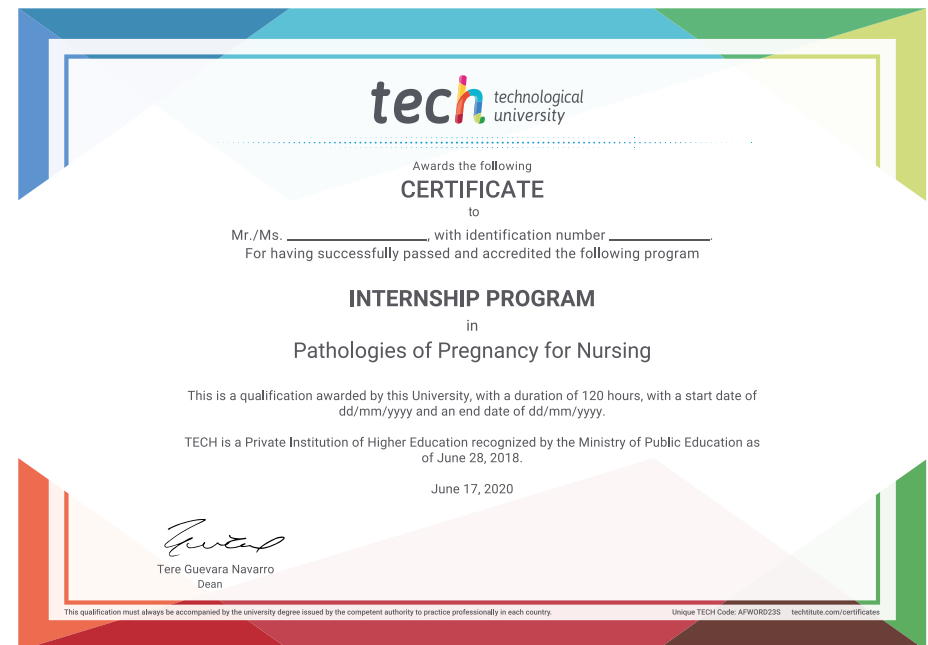 tech technological
university
Awards the following
CERTIFICATE
to
Mr./Ms. ____________________, with identification number ______________.
For having successfully passed and accredited the following program
INTERNSHIP PROGRAM
in
Pathologies of Pregnancy for Nursing
This is a qualification awarded by this University, with a duration of 120 hours, with a start date of
dd/mm/yyyy and an end date of dd/mm/yyyy.
TECH is a Private Institution of Higher Education recognized by the Ministry of Public Education as
of June 28, 2018.
June 17, 2020
Tere Guevara Navarro
Dean
This qualification must always be accompanied by the university degree issued by the competent authority to practice professionally in each country.
Unique TECH Code: AFWORD23S techtitute.com/certificates